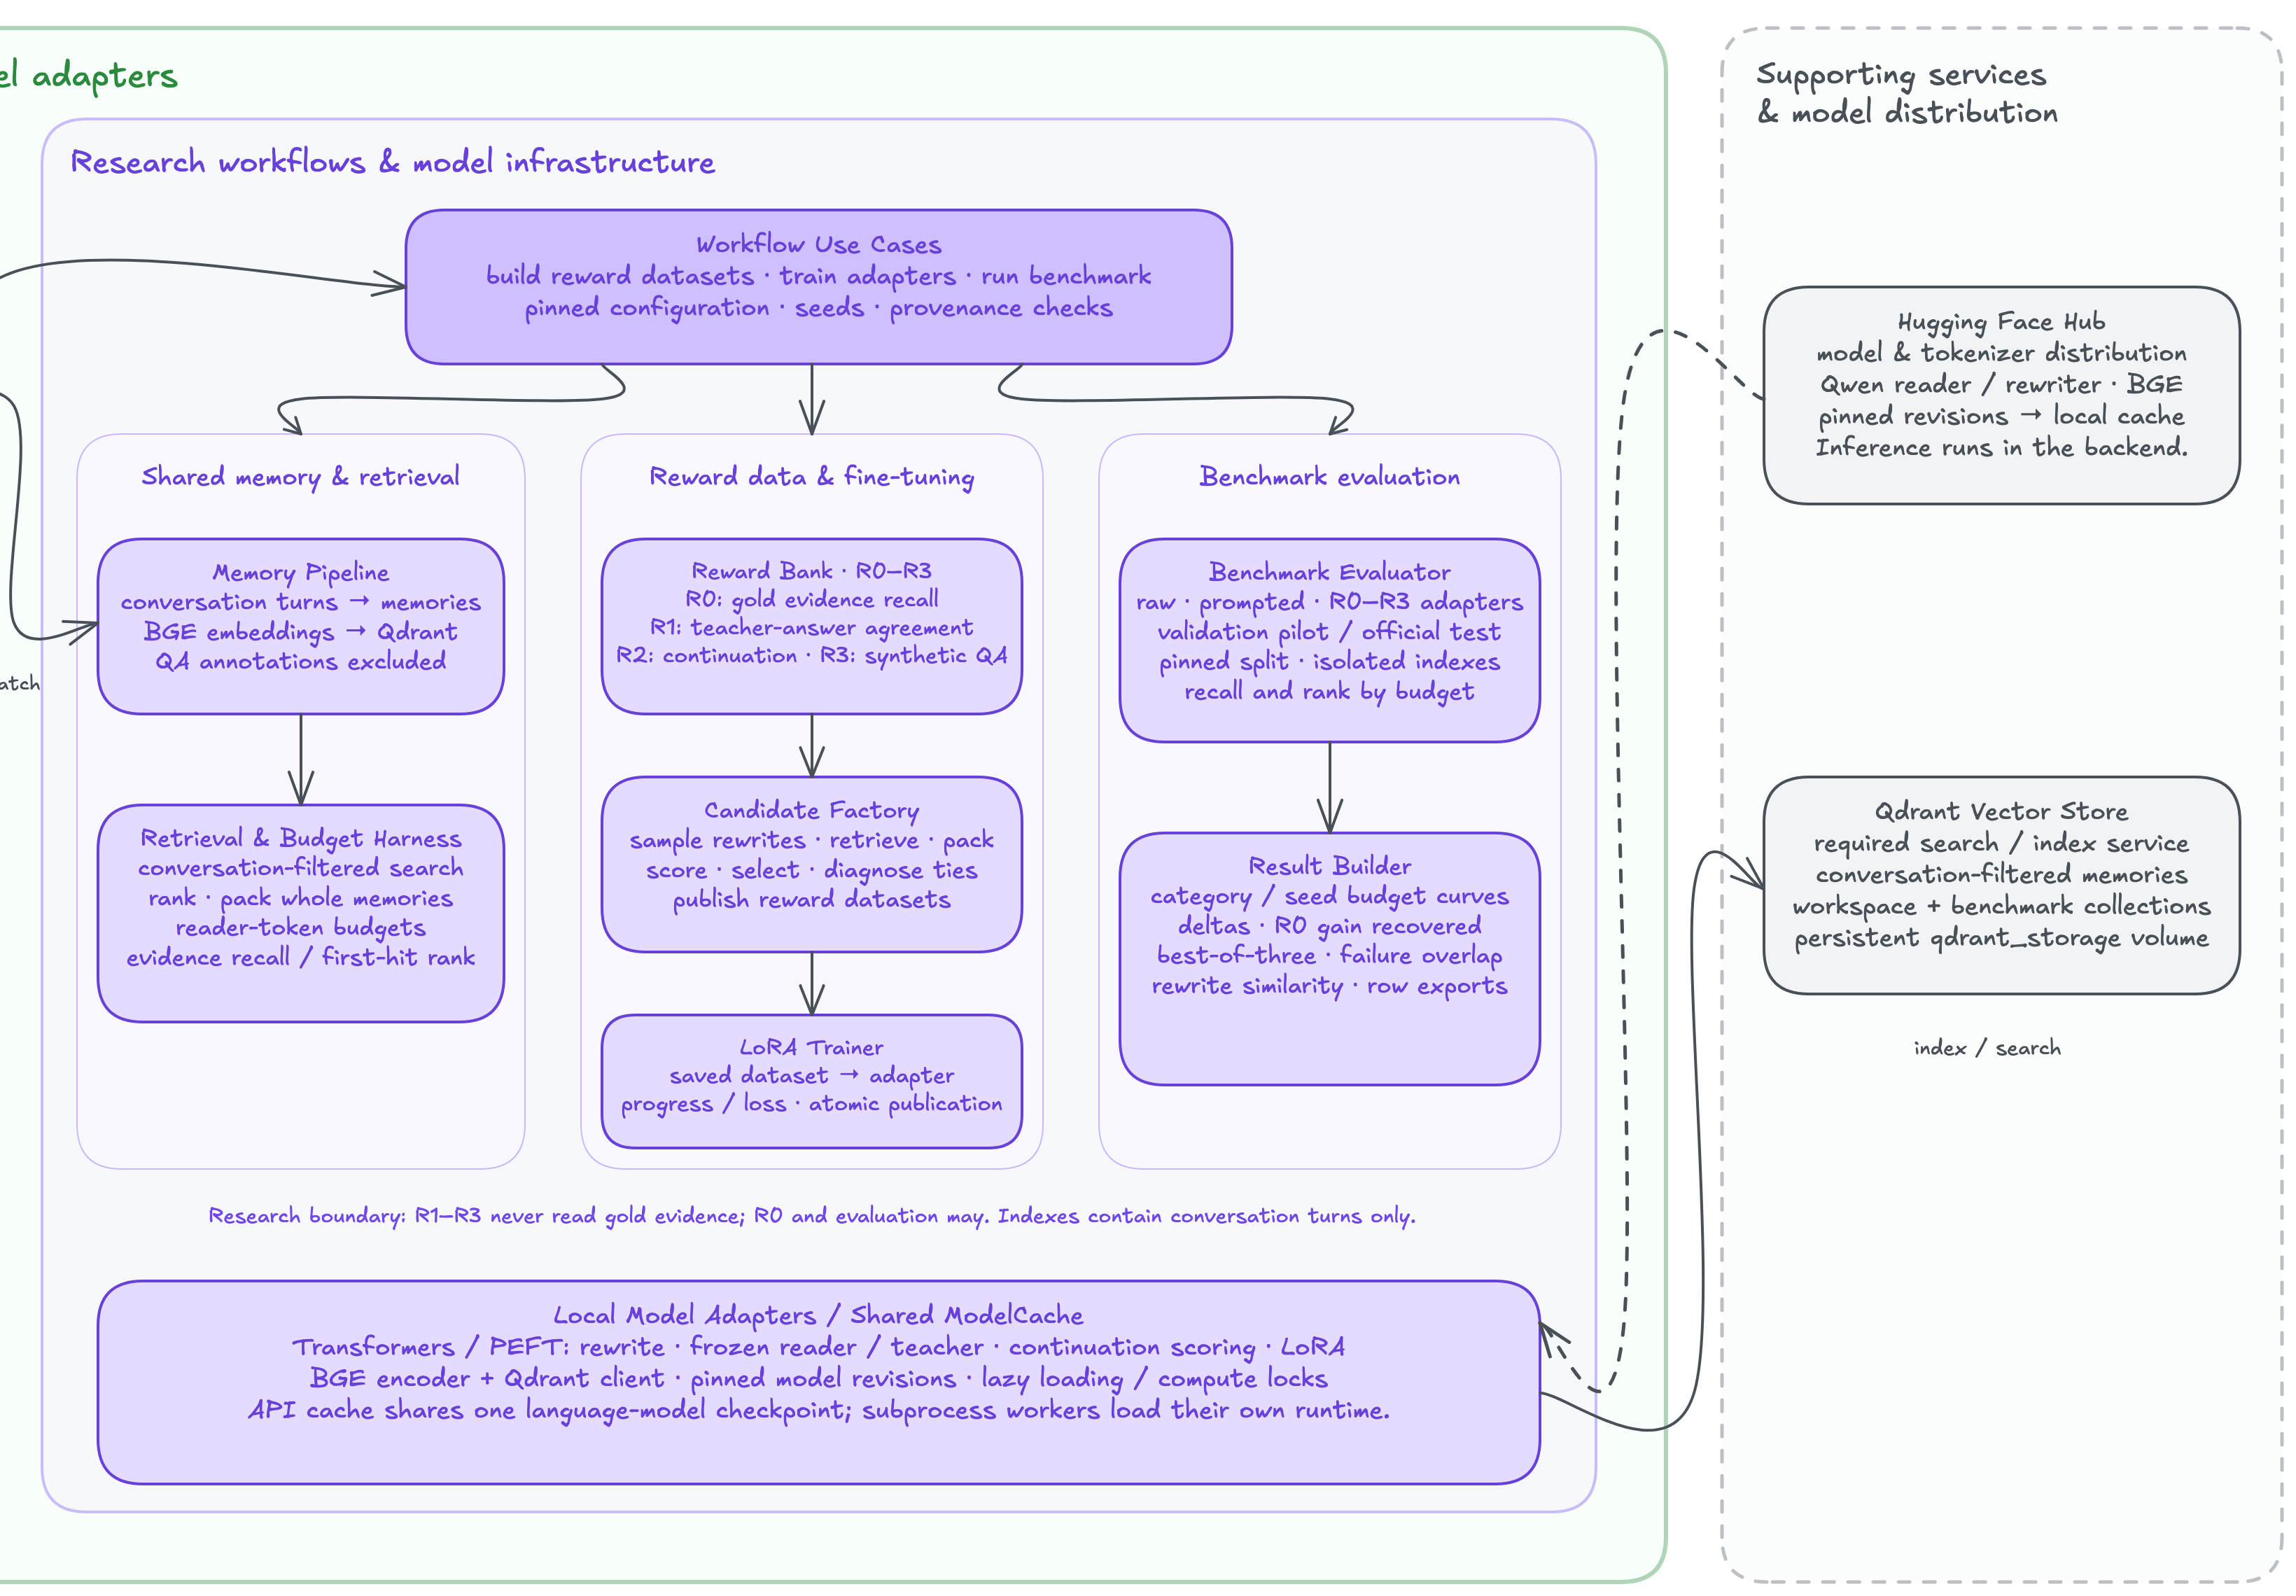 el adapters
Research workflows & model infrastructure
Workflow Use Cases
build reward datasets · train adapters · run benchmark
pinned configuration · seeds · provenance checks
Shared memory & retrieval
Memory Pipeline
conversation turns → memories
BGE embeddings → Qdrant
QA annotations excluded
atch
Retrieval & Budget Harness
conversation-filtered search
rank · pack whole memories
reader-token budgets
evidence recall / first-hit rank
Reward data & fine-tuning
Reward Bank · R0–R3
R0: gold evidence recall
R1: teacher-answer agreement
R2: continuation · R3: synthetic QA
Candidate Factory
sample rewrites · retrieve · pack
score · select · diagnose ties
publish reward datasets
LoRA Trainer
saved dataset → adapter
progress / loss · atomic publication
Benchmark evaluation
Benchmark Evaluator
raw · prompted · R0–R3 adapters
validation pilot / official test
pinned split · isolated indexes
recall and rank by budget
Result Builder
category / seed budget curves
deltas · R0 gain recovered
best-of-three · failure overlap
rewrite similarity · row exports
Research boundary: R1–R3 never read gold evidence; R0 and evaluation may. Indexes contain conversation turns only.
Local Model Adapters / Shared ModelCache
Transformers / PEFT: rewrite · frozen reader / teacher · continuation scoring · LoRA
BGE encoder + Qdrant client · pinned model revisions · lazy loading / compute locks
API cache shares one language-model checkpoint; subprocess workers load their own runtime.
Supporting services
& model distribution
Hugging Face Hub
model & tokenizer distribution
Qwen reader / rewriter · BGE
pinned revisions → local cache
Inference runs in the backend.
Qdrant Vector Store
required search / index service
conversation-filtered memories
workspace + benchmark collections
persistent qdrant_storage volume
index / search